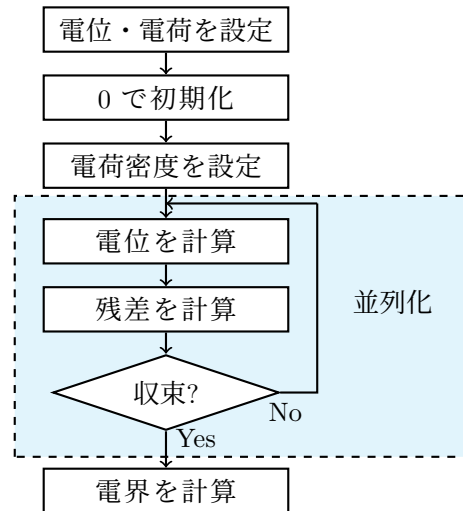 電位・電荷を設定
0 で初期化
電荷密度を設定
電位を計算
残差を計算
並列化
収束?
No
Yes
電界を計算